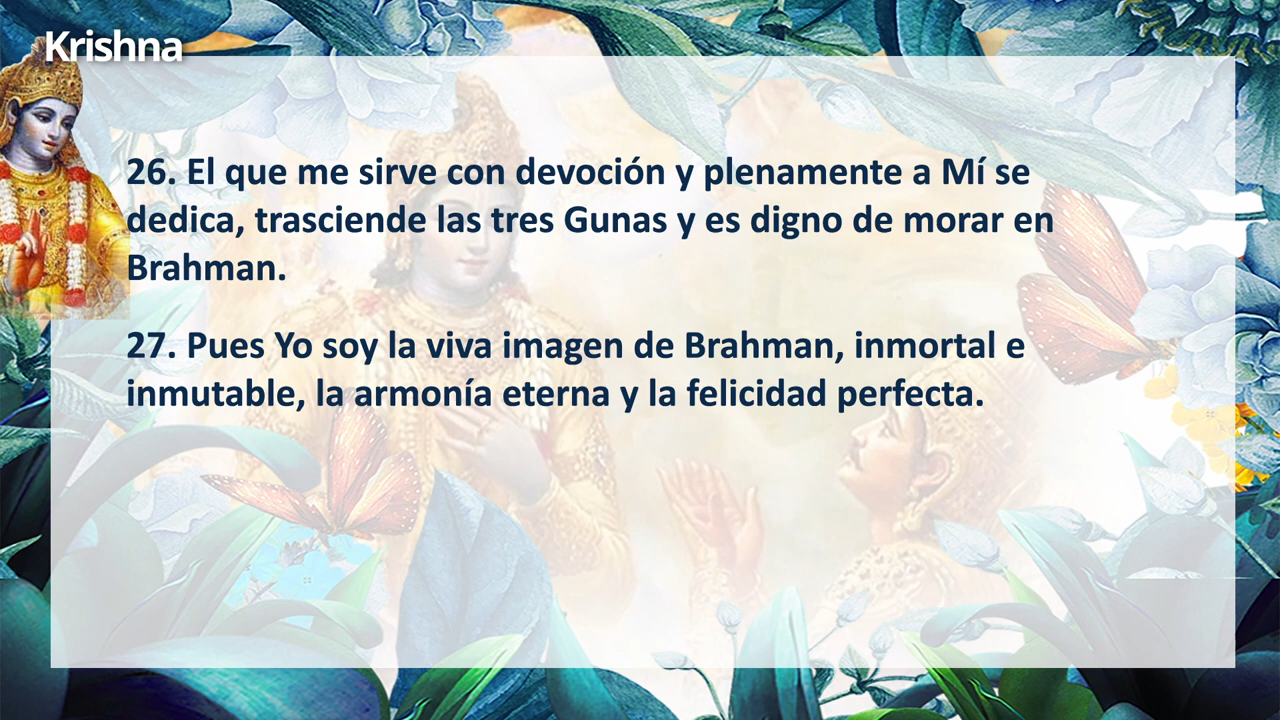 Krishna
26. El que me sirve con devoción y plenamente a Mí se
dedica, trasciende las tres Gunas y es digno de morar en
Brahman.
27. Pues Yo soy la viva imagen de Brahman, inmortal e
inmutable, la armonía eterna y la felicidad perfecta.